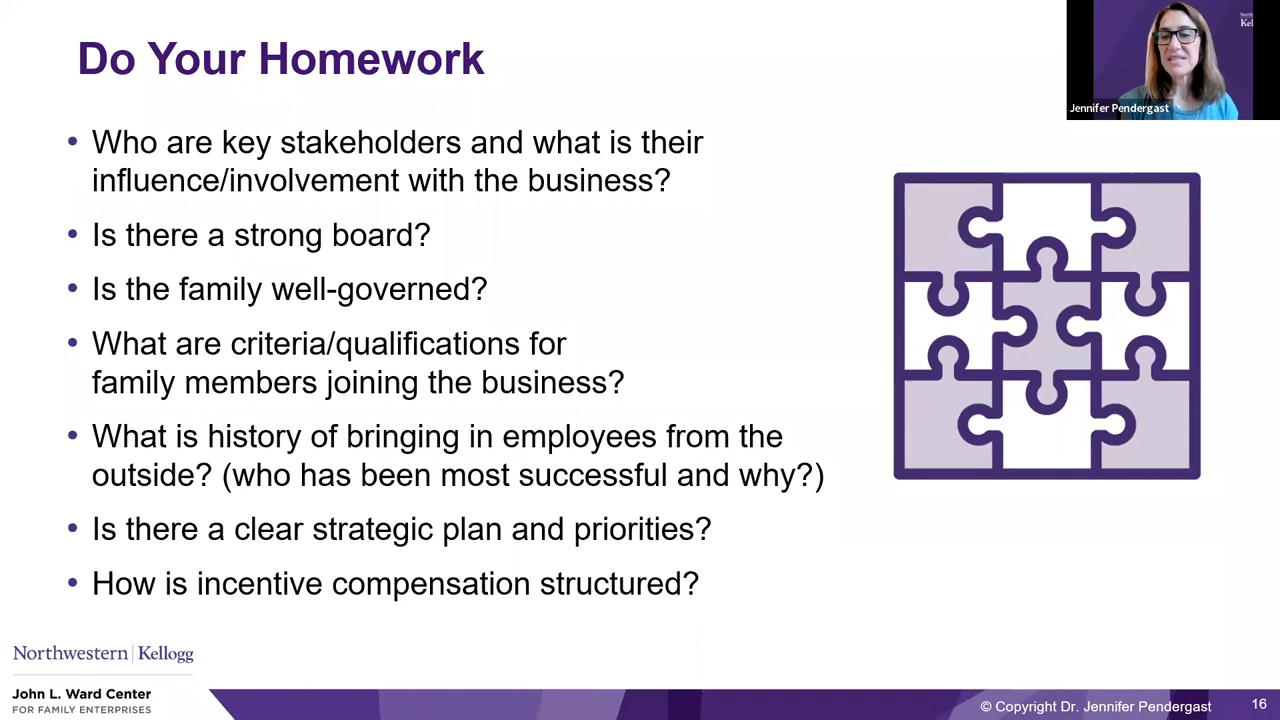 Do Your Homework
• Who are key stakeholders and what is their
influence/involvement with the business?
• Is there a strong board?
• Is the family well-governed?
• What are criteria/qualifications for
family members joining the business?
• What is history of bringing in employees from the
outside? (who has been most successful and why?)
• Is there a clear strategic plan and priorities?
• How is incentive compensation structured?
Jennifer Pendergast
Northwestern | Kellogg
John L. Ward Center
FOR FAMILY ENTERPRISES
© Copyright Dr. Jennifer Pendergast
16